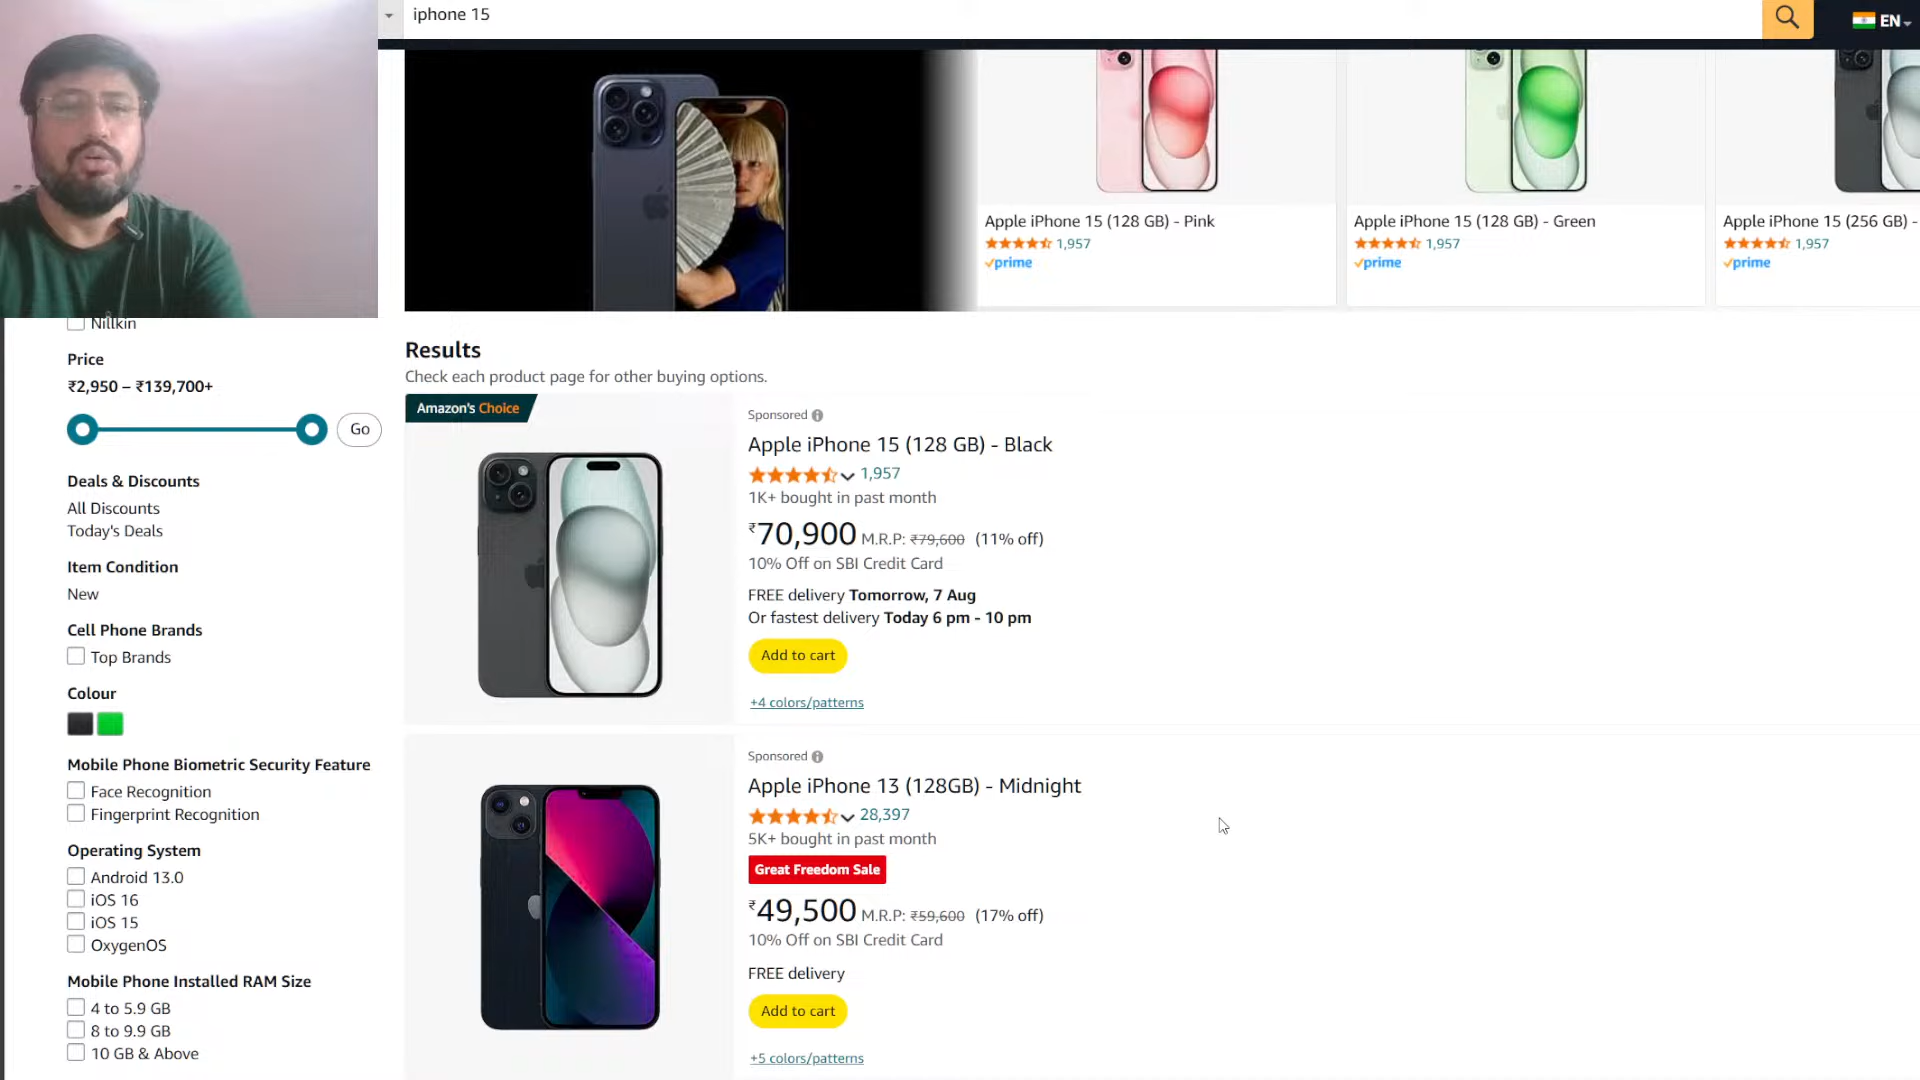 iphone 15
EN
Apple iPhone 15 (128 GB) - Pink
1,957
prime
Apple iPhone 15 (128 GB) - Green
1,957
prime
Apple iPhone 15 (256 GB) -
1,957
prime
Nillkin
Price
₹2,950 – ₹139,700+
Go
Deals & Discounts
All Discounts
Today's Deals
Item Condition
New
Cell Phone Brands
Top Brands
Colour
Mobile Phone Biometric Security Feature
Face Recognition
Fingerprint Recognition
Operating System
Android 13.0
iOS 16
iOS 15
OxygenOS
Mobile Phone Installed RAM Size
4 to 5.9 GB
8 to 9.9 GB
10 GB & Above
Results
Check each product page for other buying options.
Amazon's Choice
Sponsored
Apple iPhone 15 (128 GB) - Black
1,957
1K+ bought in past month
₹70,900 M.R.P: ₹79,600 (11% off)
10% Off on SBI Credit Card
FREE delivery Tomorrow, 7 Aug
Or fastest delivery Today 6 pm - 10 pm
Add to cart
+4 colors/patterns
Sponsored
Apple iPhone 13 (128GB) - Midnight
28,397
5K+ bought in past month
Great Freedom Sale
₹49,500 M.R.P: ₹59,600 (17% off)
10% Off on SBI Credit Card
FREE delivery
Add to cart
+5 colors/patterns